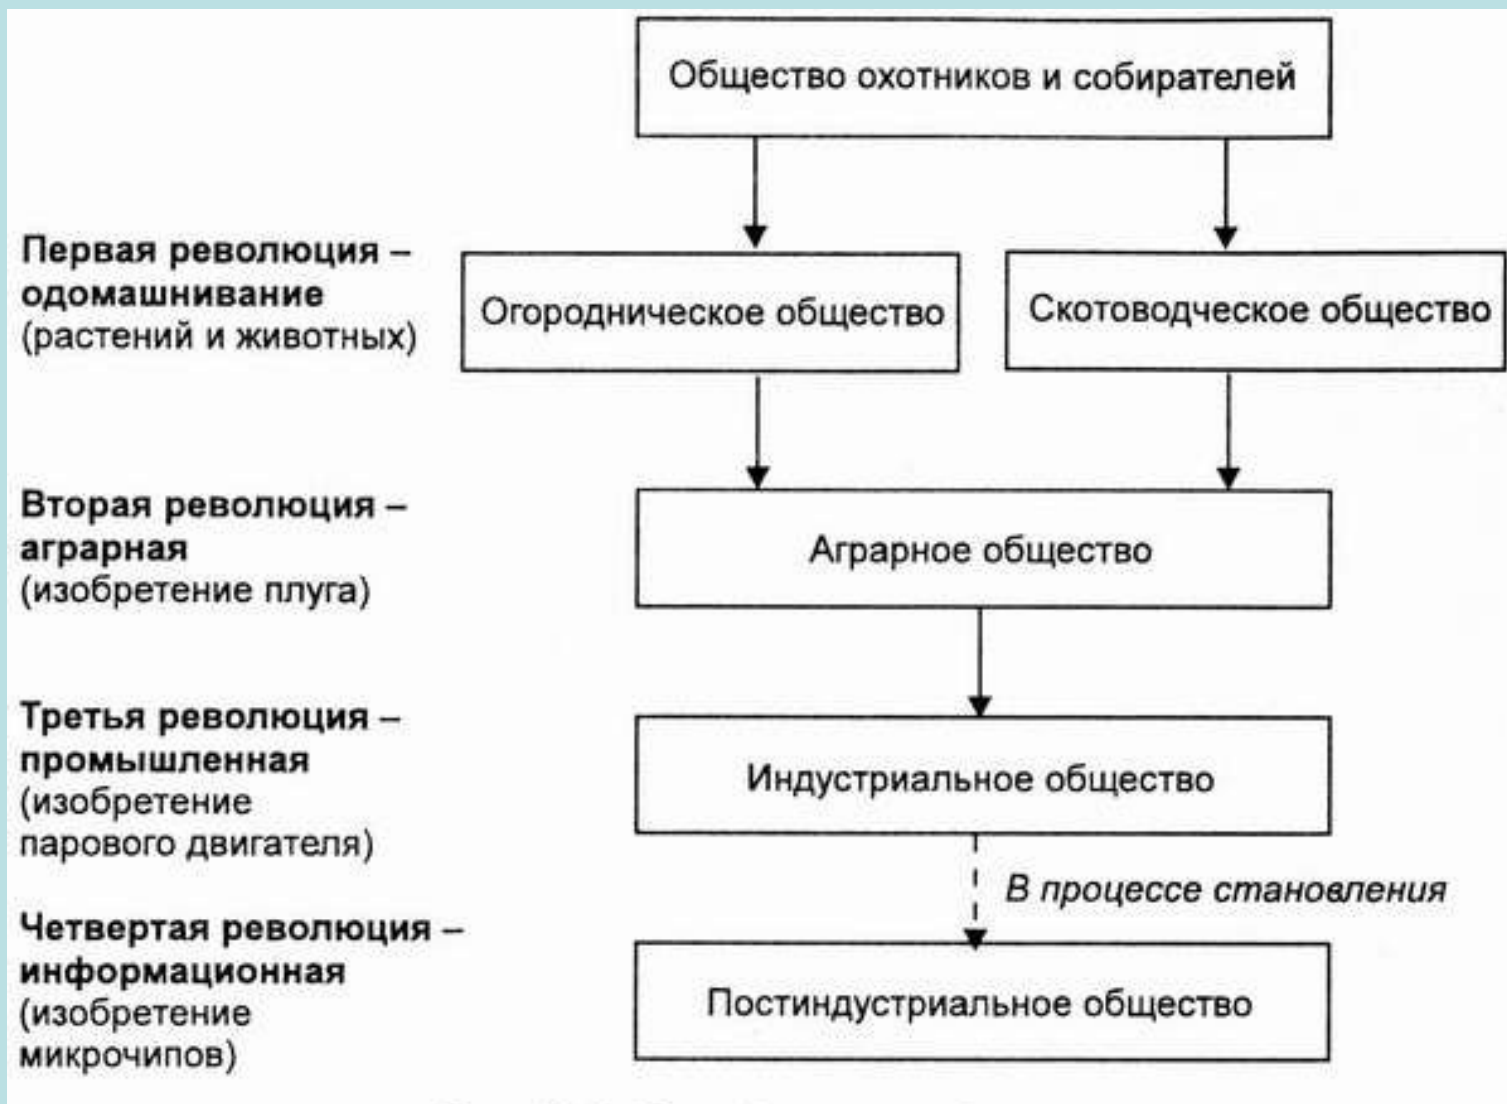 Общество охотников и собирателей
Первая революция –
одомашнивание
(растений и животных)
Огородническое общество
Скотоводческое общество
Вторая революция –
аграрная
(изобретение плуга)
Аграрное общество
Третья революция –
промышленная
(изобретение
парового двигателя)
Индустриальное общество
В процессе становления
Четвертая революция –
информационная
(изобретение
микрочипов)
Постиндустриальное общество